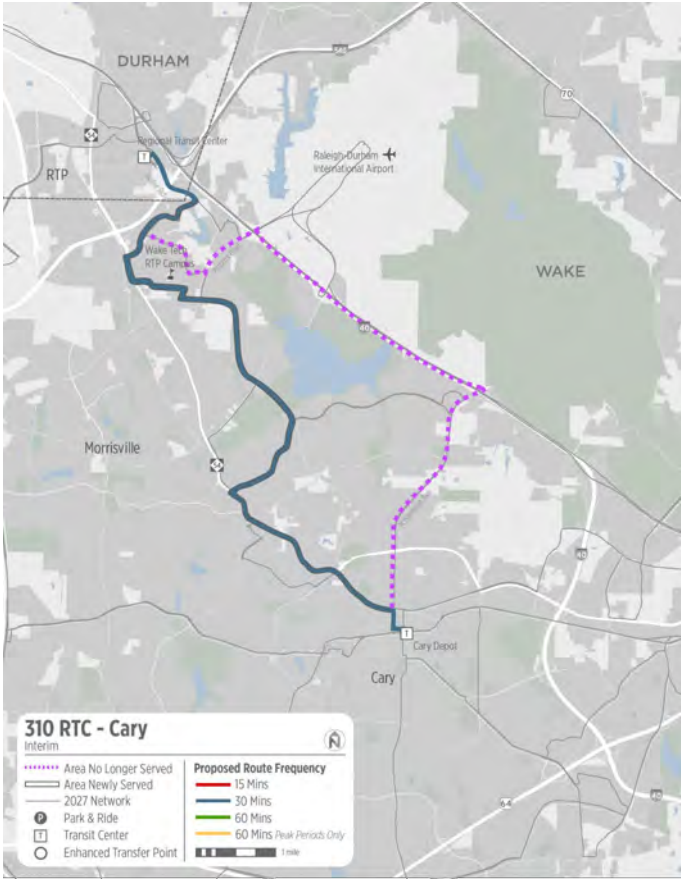 DURHAM
70
54
Regional Transit Center
T
Raleigh-Durham
International Airport
RTP
Wake Tech
RTP Campus
WAKE
40
Morrisville
54
40
T
Cary Depot
Cary
310 RTC - Cary
Interim
N
Area No Longer Served
Area Newly Served
2027 Network
P Park & Ride
T Transit Center
Enhanced Transfer Point
Proposed Route Frequency
15 Mins
30 Mins
60 Mins
60 Mins Peak Periods Only
1 mile
64
40